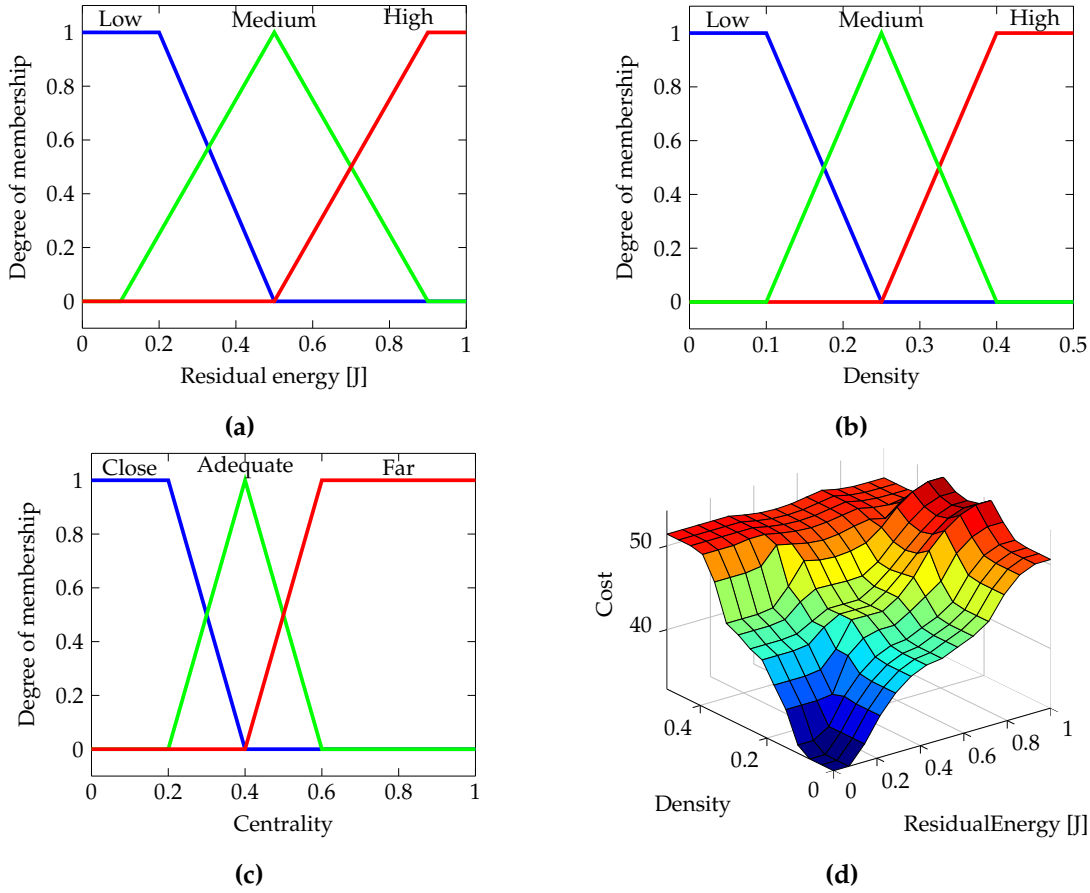 Low Medium High
1
0.8
0.6
0.4
0.2
0
Degree of membership
0 0.2 0.4 0.6 0.8 1
Residual energy [J]
(a)
Low Medium High
1
0.8
0.6
0.4
0.2
0
Degree of membership
0 0.1 0.2 0.3 0.4 0.5
Density
(b)
Close Adequate Far
1
0.8
0.6
0.4
0.2
0
Degree of membership
0 0.2 0.4 0.6 0.8 1
Centrality
(c)
50
40
Cost
0.4
0.2
0
Density
0 0.2 0.4 0.6 0.8 1
ResidualEnergy [J]
(d)